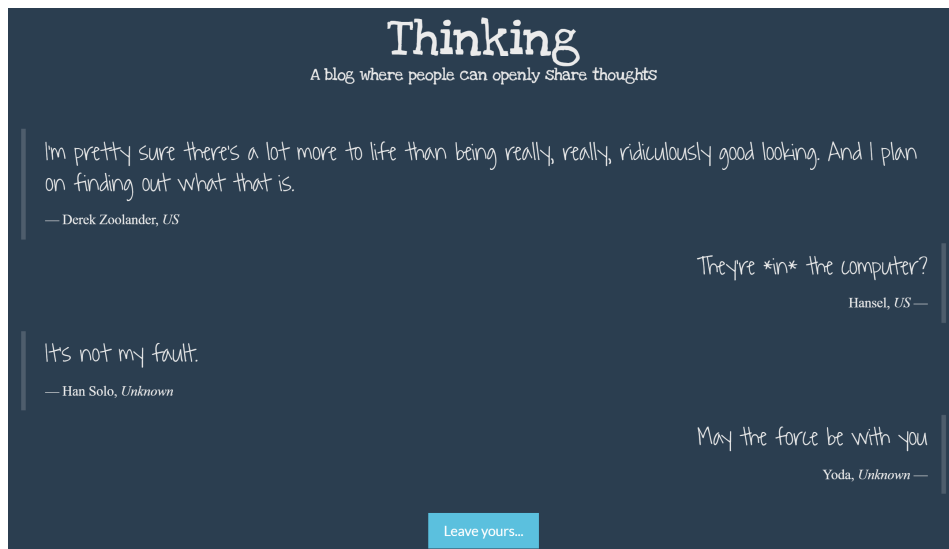 Thinking
A blog where people can openly share thoughts
I'm pretty sure there's a lot more to life than being really, really, ridiculously good looking. And I plan
on finding out what that is.
— Derek Zoolander, US
They're *in* the computer?
Hansel, US —
It's not my fault.
— Han Solo, Unknown
May the force be with you
Yoda, Unknown —
Leave yours...